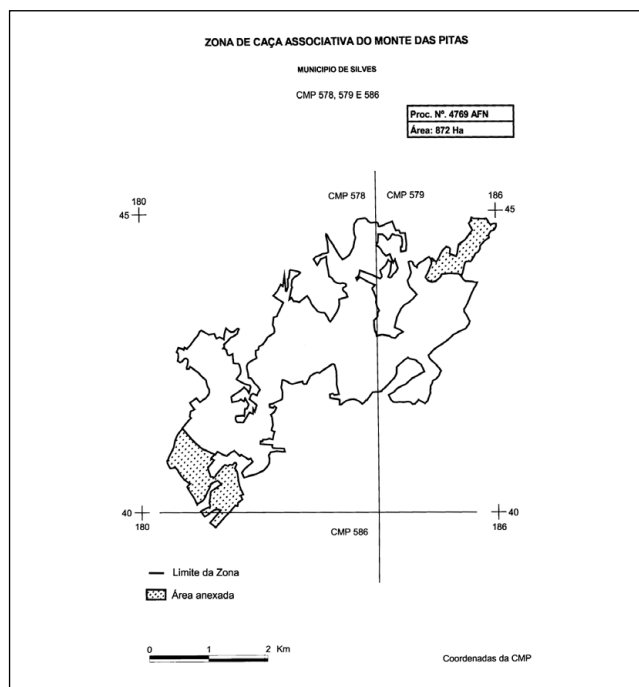 ZONA DE CAÇA ASSOCIATIVA DO MONTE DAS PITAS
MUNICIPIO DE SILVES
CMP 578, 579 E 586
Proc. Nº. 4769 AFN
Área: 872 Ha
180
45
CMP 578
CMP 579
186
45
40
180
CMP 586
40
186
Limite da Zona
Área anexada
0 1 2 Km
Coordenadas da CMP